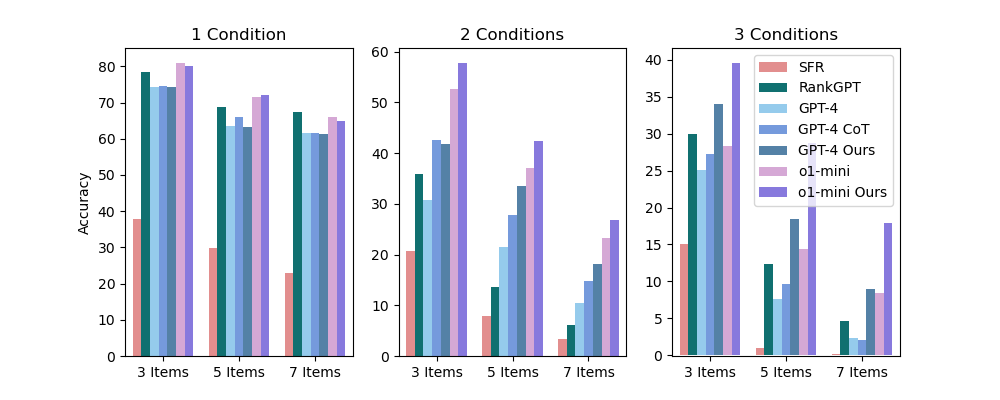 1 Condition
2 Conditions
3 Conditions
Accuracy
80
70
60
50
40
30
20
10
0
3 Items
5 Items
7 Items
60
50
40
30
20
10
0
3 Items
5 Items
7 Items
40
35
30
25
20
15
10
5
0
3 Items
5 Items
7 Items
SFR
RankGPT
GPT-4
GPT-4 CoT
GPT-4 Ours
o1-mini
o1-mini Ours